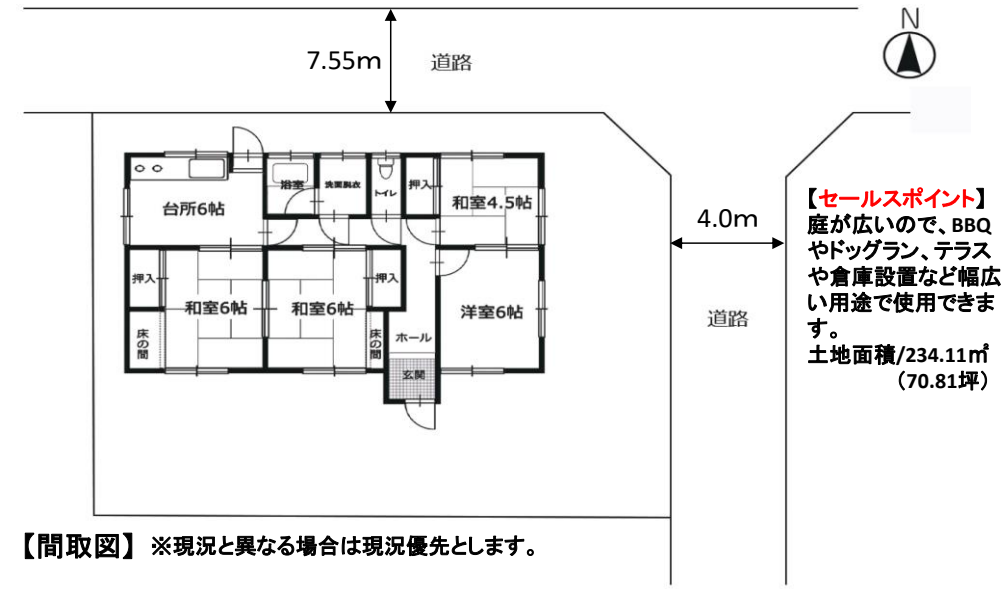 N
7.55m
道路
浴室
洗面脱衣
トイレ
押入
和室4.5帖
台所6帖
4.0m
【セールスポイント】
庭が広いので、BBQ
やドッグラン、テラス
や倉庫設置など幅広
い用途で使用できま
す。
土地面積/234.11㎡
（70.81坪）
押入
和室6帖
和室6帖
押入
洋室6帖
道路
床の間
床の間
ホール
玄関
【間取図】 ※現況と異なる場合は現況優先とします。